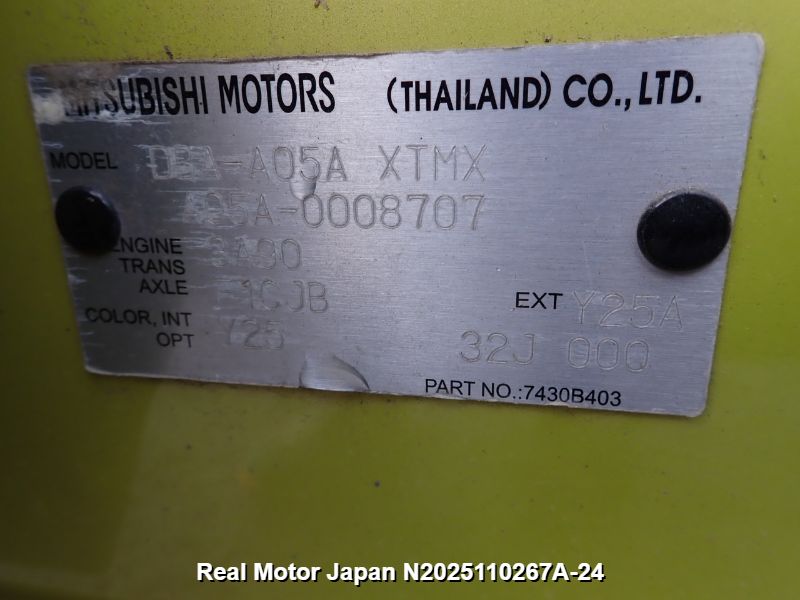 MITSUBISHI MOTORS (THAILAND) CO., LTD.
MODEL DBA-A05A XTMX
A05A-0008707
ENGINE 3A90
TRANS
AXLE F1CJB EXT Y25A
COLOR, INT Y25
OPT 32J 000
PART NO.:7430B403
Real Motor Japan N2025110267A-24